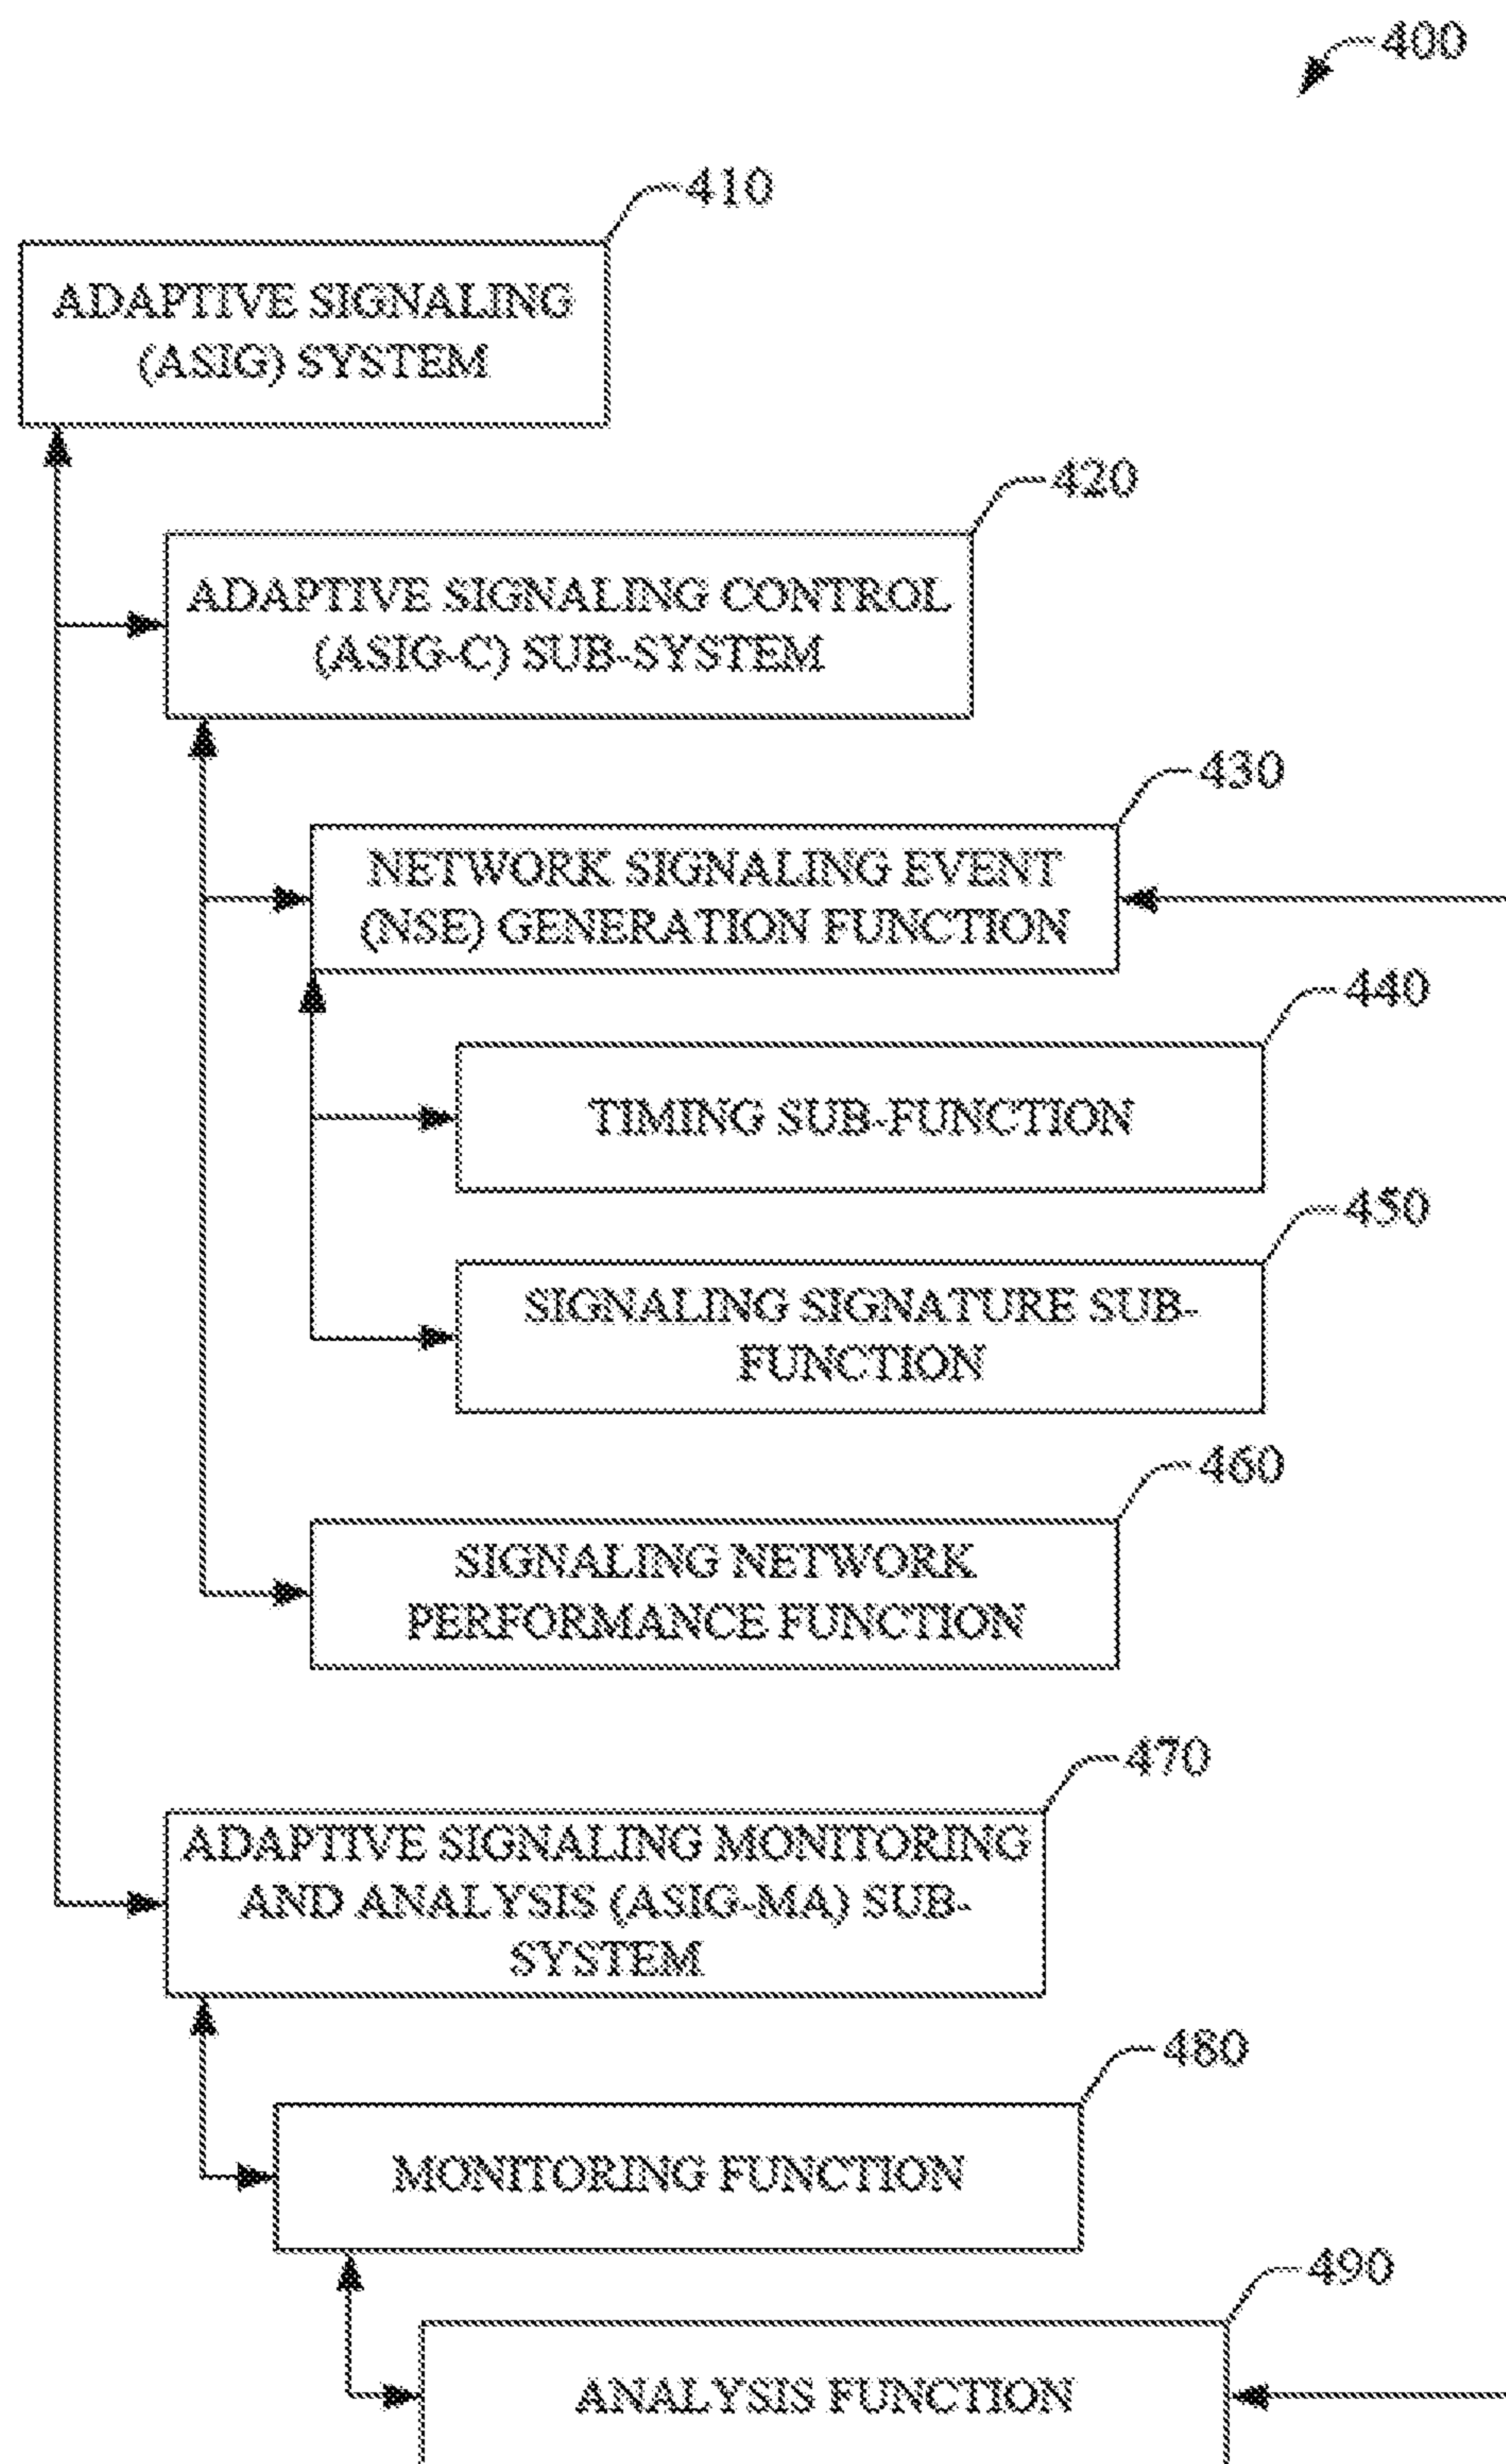 400
410
ADAPTIVE SIGNALING
(ASIG) SYSTEM
420
ADAPTIVE SIGNALING CONTROL
(ASIG-C) SUB-SYSTEM
430
NETWORK SIGNALING EVENT
(NSE) GENERATION FUNCTION
440
TIMING SUB-FUNCTION
450
SIGNALING SIGNATURE SUB-
FUNCTION
460
SIGNALING NETWORK
PERFORMANCE FUNCTION
470
ADAPTIVE SIGNALING MONITORING
AND ANALYSIS (ASIG-MA) SUB-
SYSTEM
480
MONITORING FUNCTION
490
ANALYSIS FUNCTION